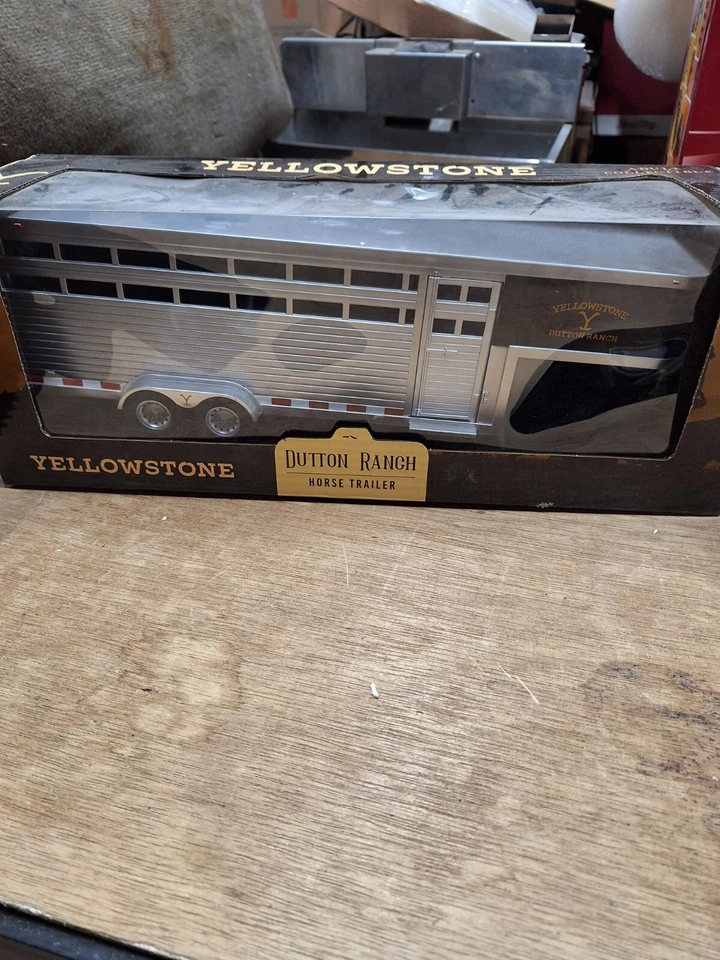 YELLOWSTONE
YELLOWSTONE
DUTTON RANCH
YELLOWSTONE
DUTTON RANCH
HORSE TRAILER